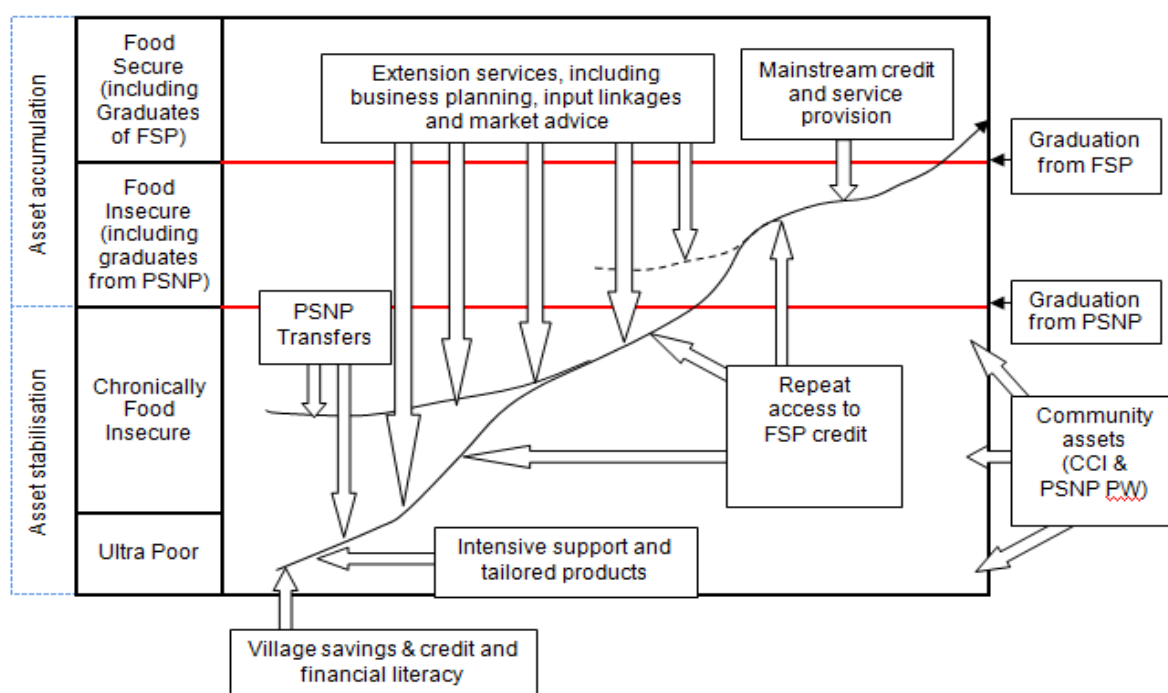 Asset accumulation
Asset stabilisation
Food
Secure
(including
Graduates
of FSP)
Food
Insecure
(including
graduates
from PSNP)
Chronically
Food
Insecure
Ultra Poor
Extension services, including
business planning, input linkages
and market advice
Mainstream credit
and service
provision
Graduation
from FSP
PSNP
Transfers
Graduation
from PSNP
Repeat
access to
FSP credit
Community
assets
(CCI &
PSNP PW)
Intensive support and
tailored products
Village savings & credit and
financial literacy